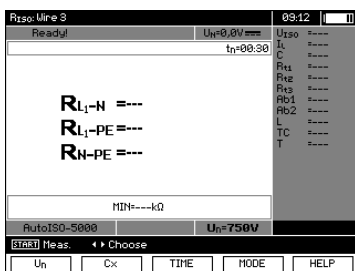 RISO: Wire 3 09:12
Ready! UN=0,0V
tn=00:30
RL1-N =---
RL1-PE =---
RN-PE =---
MIN=---kΩ
UISO =---
IL =---
C =---
Rt1 =---
Rt2 =---
Rt3 =---
Ab1 =---
Ab2 =---
L =---
TC =---
T =---
AutoISO-5000 Un=750V
START Meas. Choose
Un Cx TIME MODE HELP